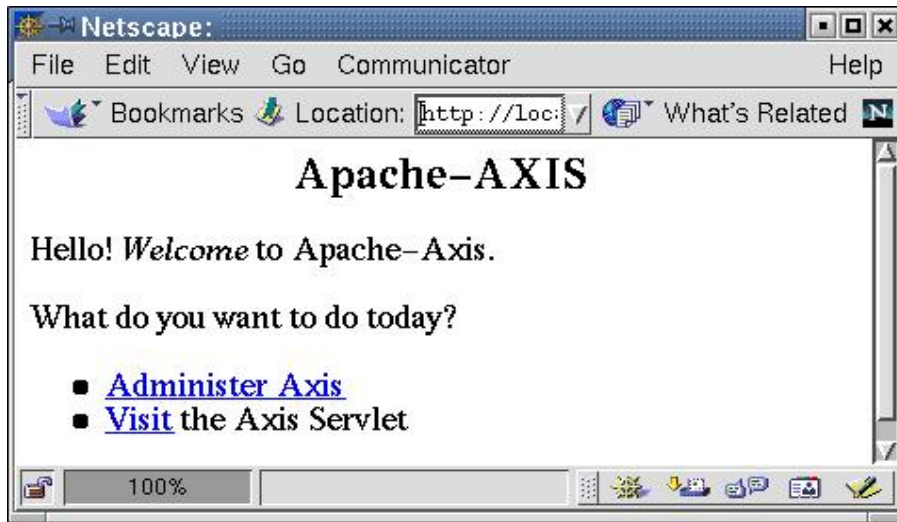 Netscape:
File Edit View Go Communicator Help
Bookmarks Location: http://loc What's Related N
Apache-AXIS
Hello! Welcome to Apache-Axis.
What do you want to do today?
Administer Axis
Visit the Axis Servlet
100%